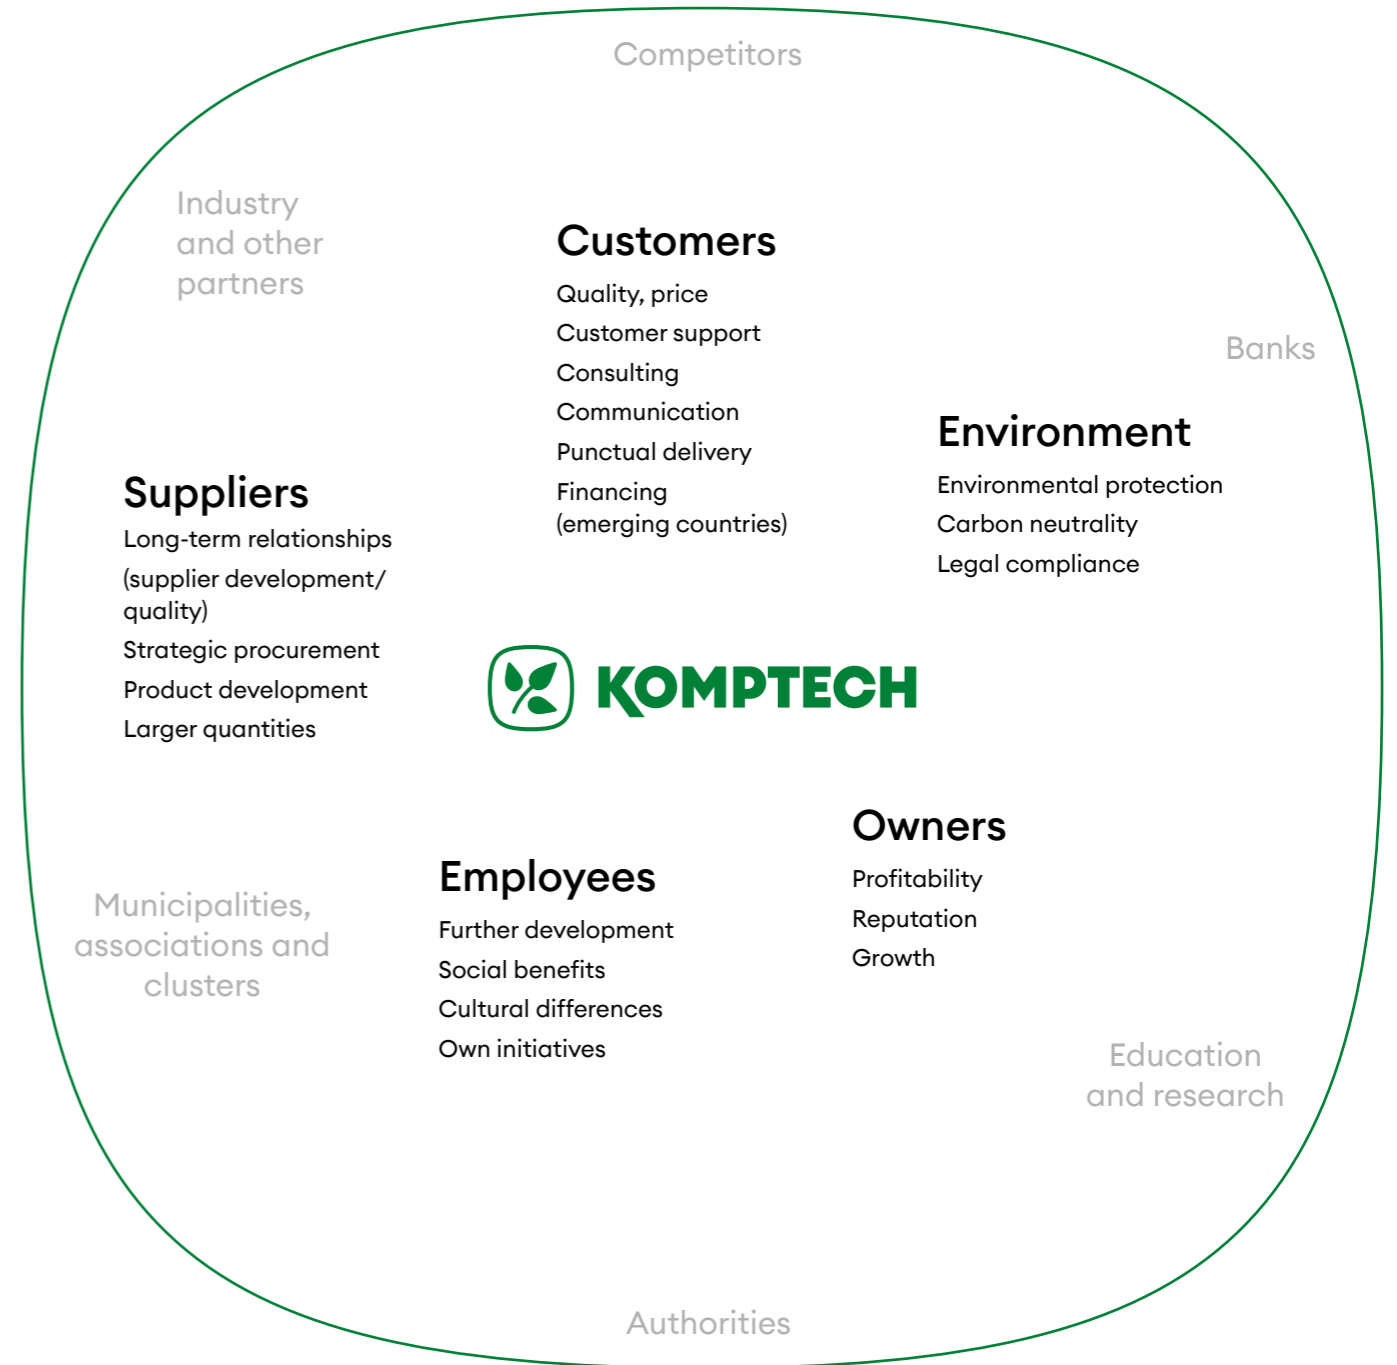 Competitors
Industry
and other
partners
Customers
Quality, price
Customer support
Consulting
Communication
Punctual delivery
Financing
(emerging countries)
Banks
Environment
Environmental protection
Carbon neutrality
Legal compliance
Suppliers
Long-term relationships
(supplier development/
quality)
Strategic procurement
Product development
Larger quantities
KOMPTECH
Owners
Profitability
Reputation
Growth
Employees
Further development
Social benefits
Cultural differences
Own initiatives
Municipalities,
associations and
clusters
Education
and research
Authorities